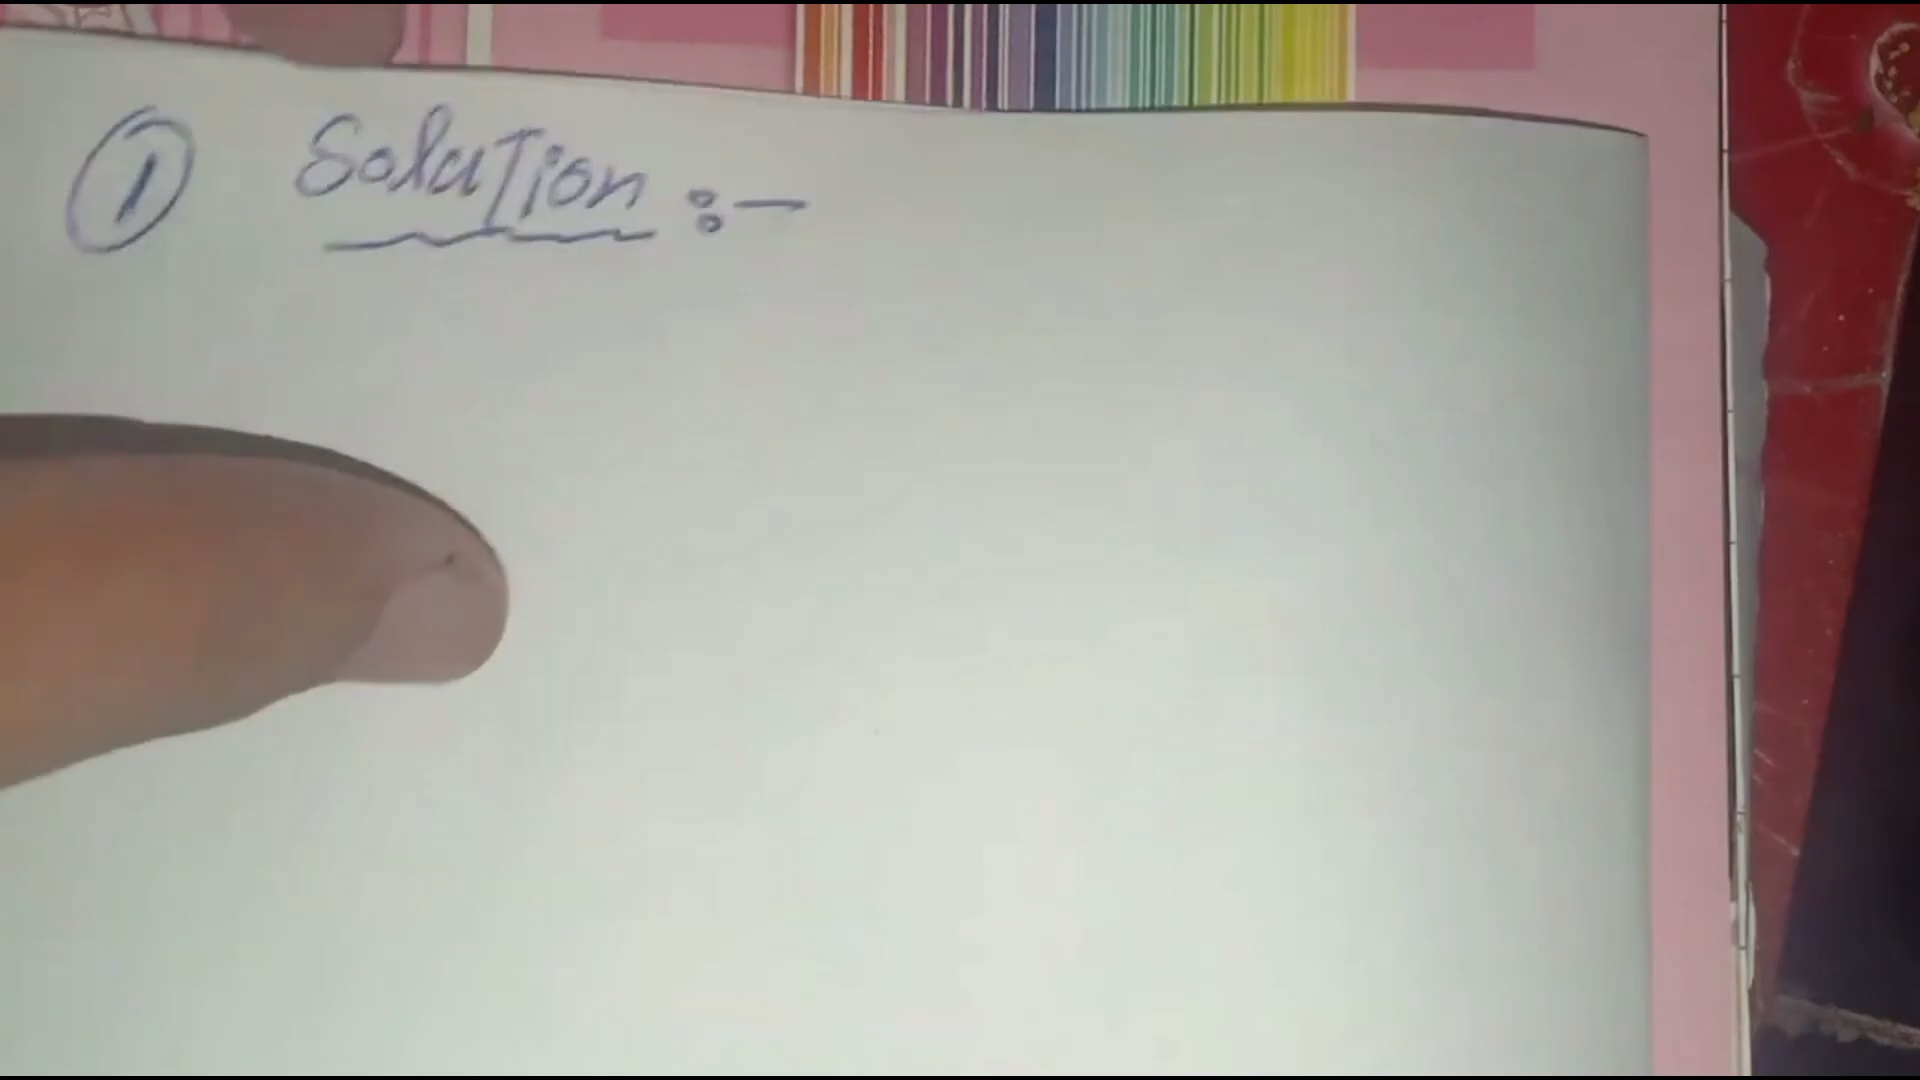 ① Solution :-